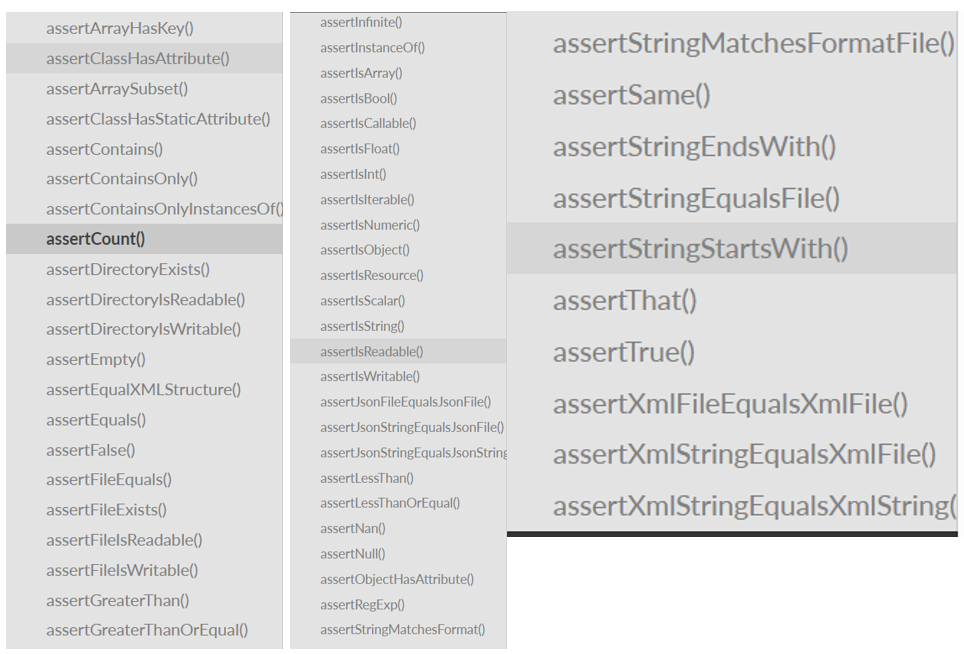 assertArrayHasKey()
assertClassHasAttribute()
assertArraySubset()
assertClassHasStaticAttribute()
assertContains()
assertContainsOnly()
assertContainsOnlyInstancesOf()
assertCount()
assertDirectoryExists()
assertDirectoryIsReadable()
assertDirectoryIsWritable()
assertEmpty()
assertEqualXMLStructure()
assertEquals()
assertFalse()
assertFileEquals()
assertFileExists()
assertFileIsReadable()
assertFileIsWritable()
assertGreaterThan()
assertGreaterThanOrEqual()
assertInfinite()
assertInstanceOf()
assertIsArray()
assertIsBool()
assertIsCallable()
assertIsFloat()
assertIsInt()
assertIsIterable()
assertIsNumeric()
assertIsObject()
assertIsResource()
assertIsScalar()
assertIsString()
assertIsReadable()
assertIsWritable()
assertJsonFileEqualsJsonFile()
assertJsonStringEqualsJsonFile()
assertJsonStringEqualsJsonString
assertLessThan()
assertLessThanOrEqual()
assertNan()
assertNull()
assertObjectHasAttribute()
assertRegExp()
assertStringMatchesFormat()
assertStringMatchesFormatFile()
assertSame()
assertStringEndsWith()
assertStringEqualsFile()
assertStringStartsWith()
assertThat()
assertTrue()
assertXmlFileEqualsXmlFile()
assertXmlStringEqualsXmlFile()
assertXmlStringEqualsXmlString(